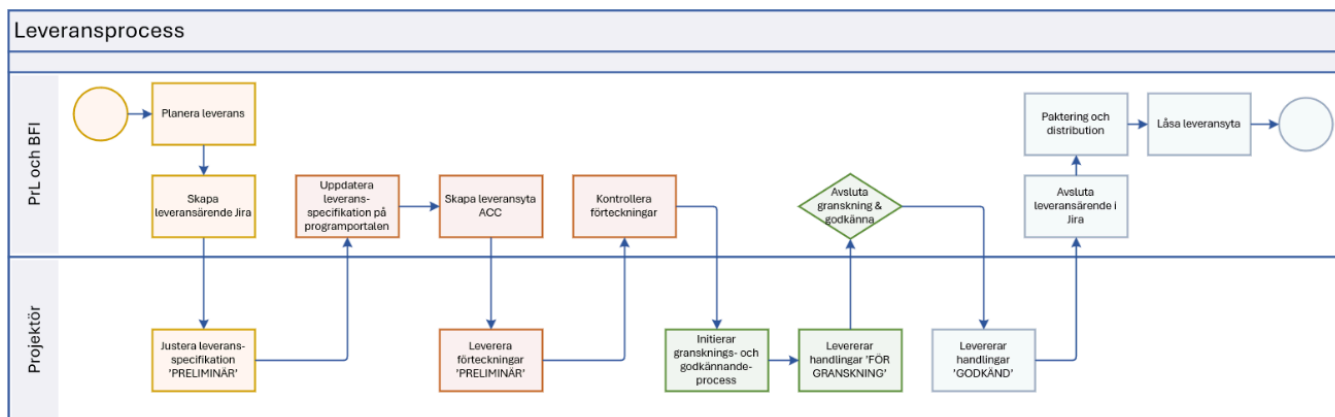 Leveransprocess
PrL och BFI
Planera leverans
Skapa
leveransärende Jira
Uppdatera
leverans-
specifikation på
programportalen
Skapa leveransyta
ACC
Kontrollera
förteckningar
Avsluta
granskning &
godkänna
Paktering och
distribution
Låsa leveransyta
Avsluta
leveransärende i
Jira
Projektör
Justera leverans-
specifikation
'PRELIMINÄR'
Leverera
förteckningar
'PRELIMINÄR'
Initierar
gransknings- och
godkännande-
process
Levererar
handlingar 'FÖR
GRANSKNING'
Levererar
handlingar
'GODKÄND'